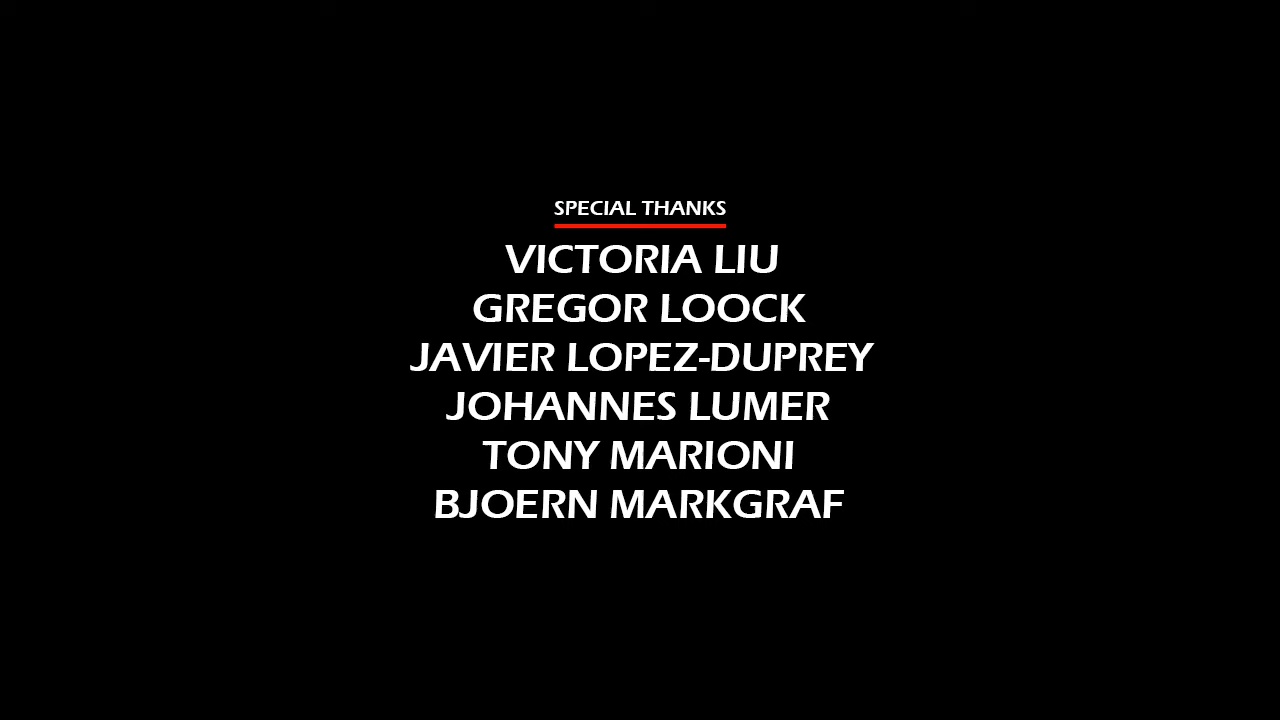 SPECIAL THANKS
VICTORIA LIU
GREGOR LOOCK
JAVIER LOPEZ-DUPREY
JOHANNES LUMER
TONY MARIONI
BJOERN MARKGRAF